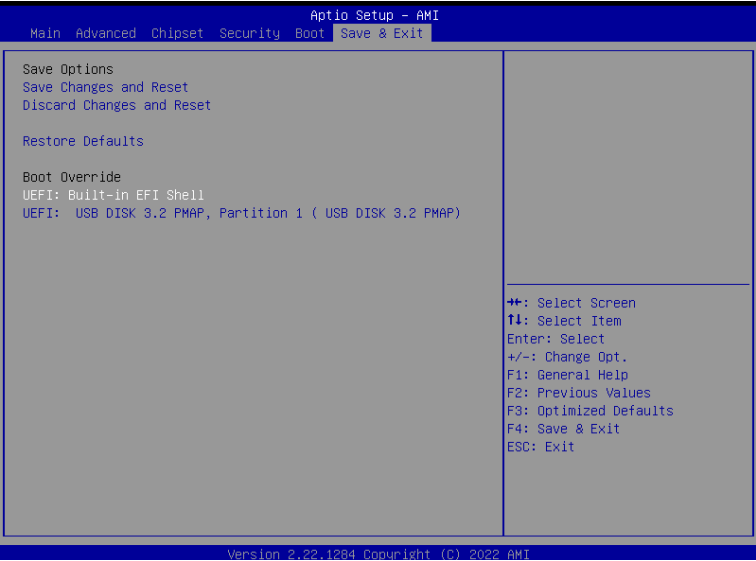 Aptio Setup – AMI
Main Advanced Chipset Security Boot Save & Exit
Save Options
Save Changes and Reset
Discard Changes and Reset
Restore Defaults
Boot Override
UEFI: Built-in EFI Shell
UEFI:  USB DISK 3.2 PMAP, Partition 1 ( USB DISK 3.2 PMAP)
→←: Select Screen
↑↓: Select Item
Enter: Select
+/-: Change Opt.
F1: General Help
F2: Previous Values
F3: Optimized Defaults
F4: Save & Exit
ESC: Exit
Version 2.22.1284 Copyright (C) 2022 AMI